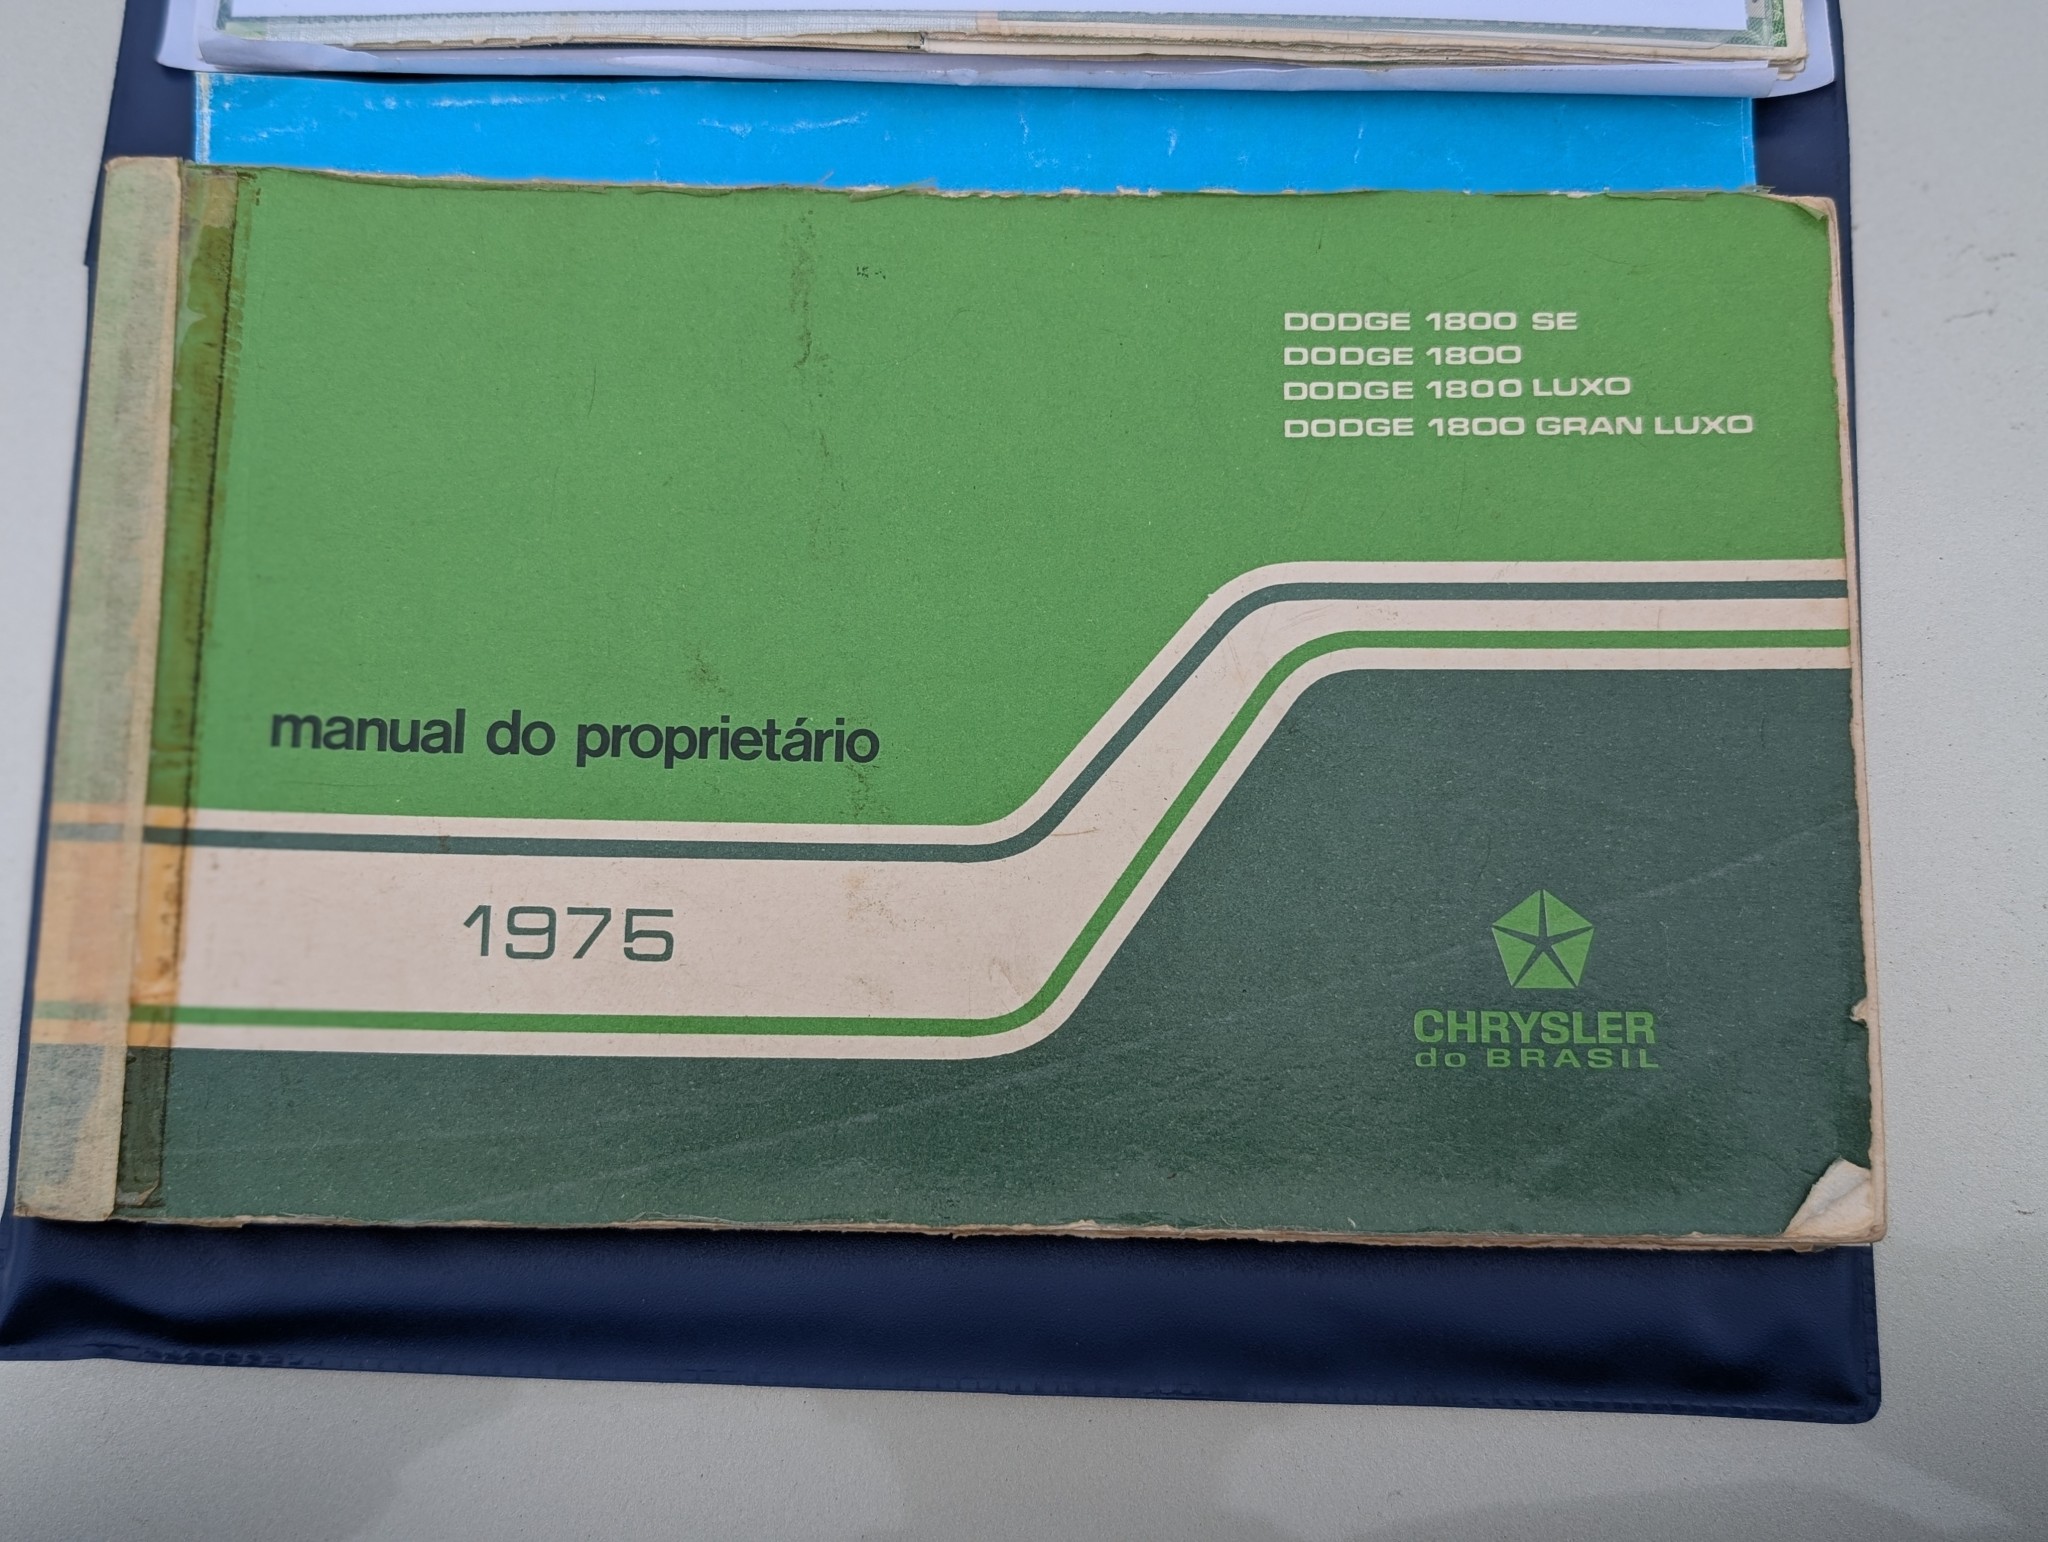 DODGE 1800 SE
DODGE 1800
DODGE 1800 LUXO
DODGE 1800 GRAN LUXO
manual do proprietário
1975
CHRYSLER
do BRASIL